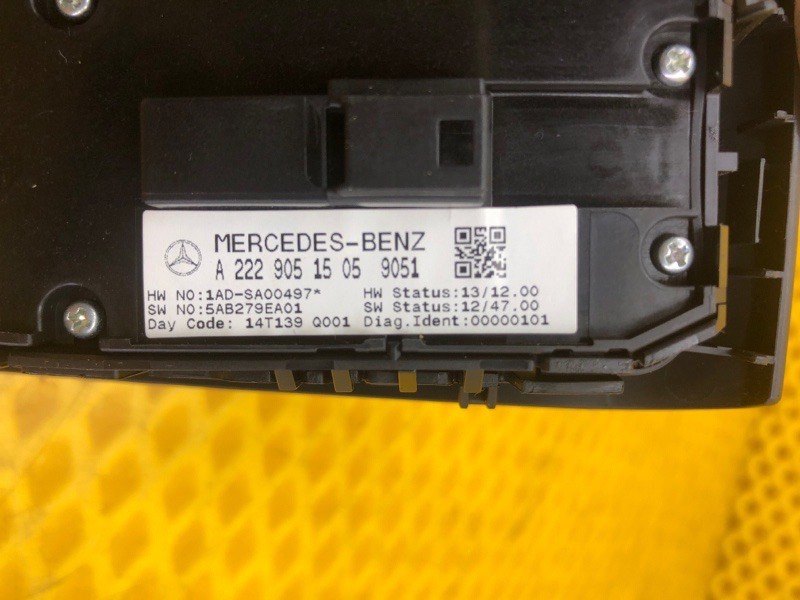 MERCEDES-BENZ
A 222 905 15 05 9051
HW NO:1AD-SA00497* HW Status:13/12.00
SW NO:5AB279EA01 SW Status:12/47.00
Day Code: 14T139 Q001 Diag.Ident:00000101